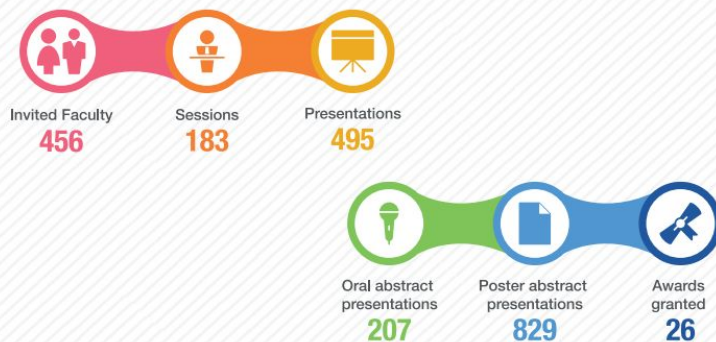 Invited Faculty
456
Sessions
183
Presentations
495
Oral abstract
presentations
207
Poster abstract
presentations
829
Awards
granted
26